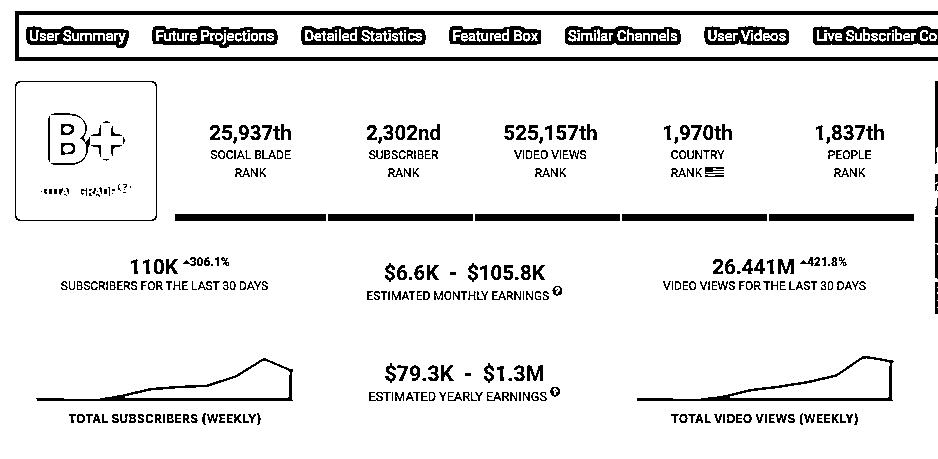 User Summary Future Projections Detailed Statistics Featured Box Similar Channels User Videos Live Subscriber Co
B+
TOTAL GRADE
25,937th 2,302nd 525,157th 1,970th 1,837th
SOCIAL BLADE SUBSCRIBER VIDEO VIEWS COUNTRY PEOPLE
RANK RANK RANK RANK RANK
110K 306.1% $6.6K - $105.8K 26.441M 421.8%
SUBSCRIBERS FOR THE LAST 30 DAYS ESTIMATED MONTHLY EARNINGS VIDEO VIEWS FOR THE LAST 30 DAYS
$79.3K - $1.3M
ESTIMATED YEARLY EARNINGS
TOTAL SUBSCRIBERS (WEEKLY) TOTAL VIDEO VIEWS (WEEKLY)